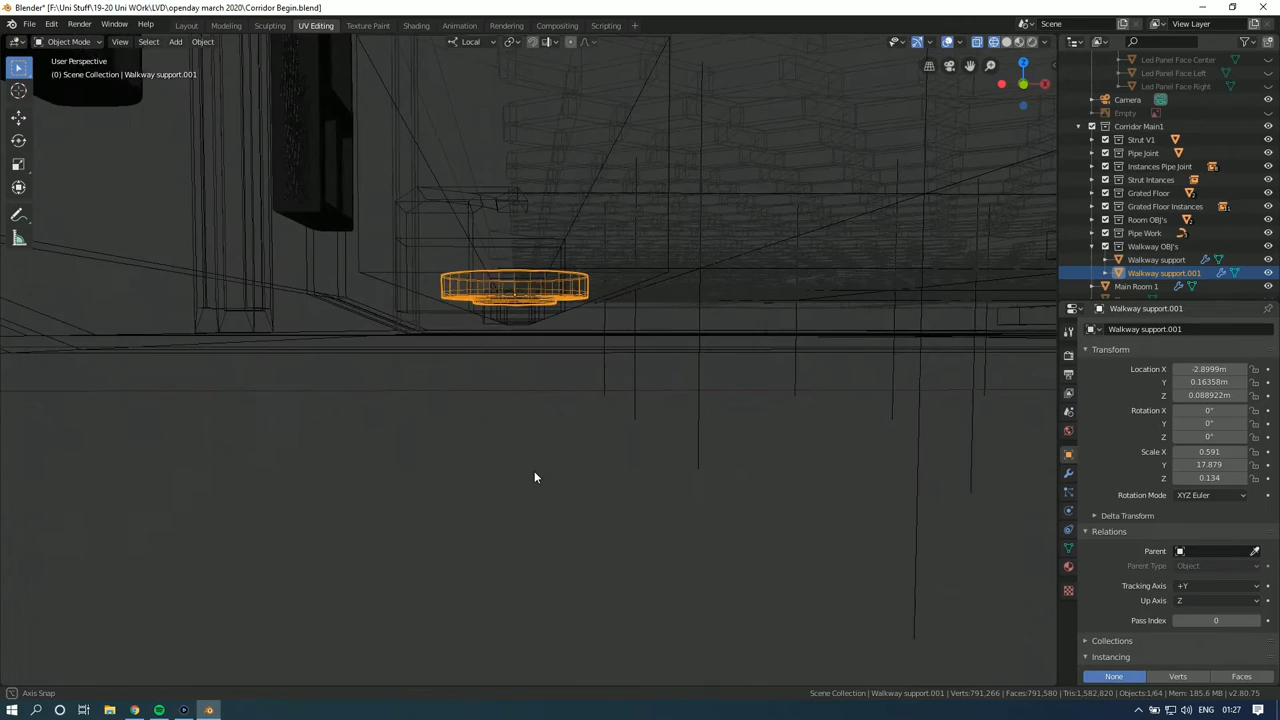 Blender* [F:\Uni Stuff\19-20 Uni WOrk\LVD\openday march 2020\Corridor Begin.blend]
File Edit Render Window Help Layout Modeling Sculpting UV Editing Texture Paint Shading Animation Rendering Compositing Scripting Scene View Layer
Object Mode View Select Add Object Local
User Perspective
(0) Scene Collection | Walkway support.001
Led Panel Face Center
Led Panel Face Left
Led Panel Face Right
Camera
Empty
Corridor Main1
Strut V1
Pipe Joint
Instances Pipe Joint
Strut Intances
Grated Floor
Grated Floor Instances
Room OBJ's
Pipe Work
Walkway OBJ's
Walkway support
Walkway support.001
Main Room 1
Walkway support.001
Walkway support.001
Transform
Location X -2.8999m
Y 0.16358m
Z 0.088922m
Rotation X 0°
Y 0°
Z 0°
Scale X 0.591
Y 17.879
Z 0.134
Rotation Mode XYZ Euler
Delta Transform
Relations
Parent
Parent Type Object
Tracking Axis +Y
Up Axis Z
Pass Index 0
Collections
Instancing
None Verts Faces
Axis Snap Scene Collection | Walkway support.001 | Verts:791,266 | Faces:791,580 | Tris:1,582,820 | Objects:1/64 | Mem: 185.6 MB | v2.80.75
ENG 01:27